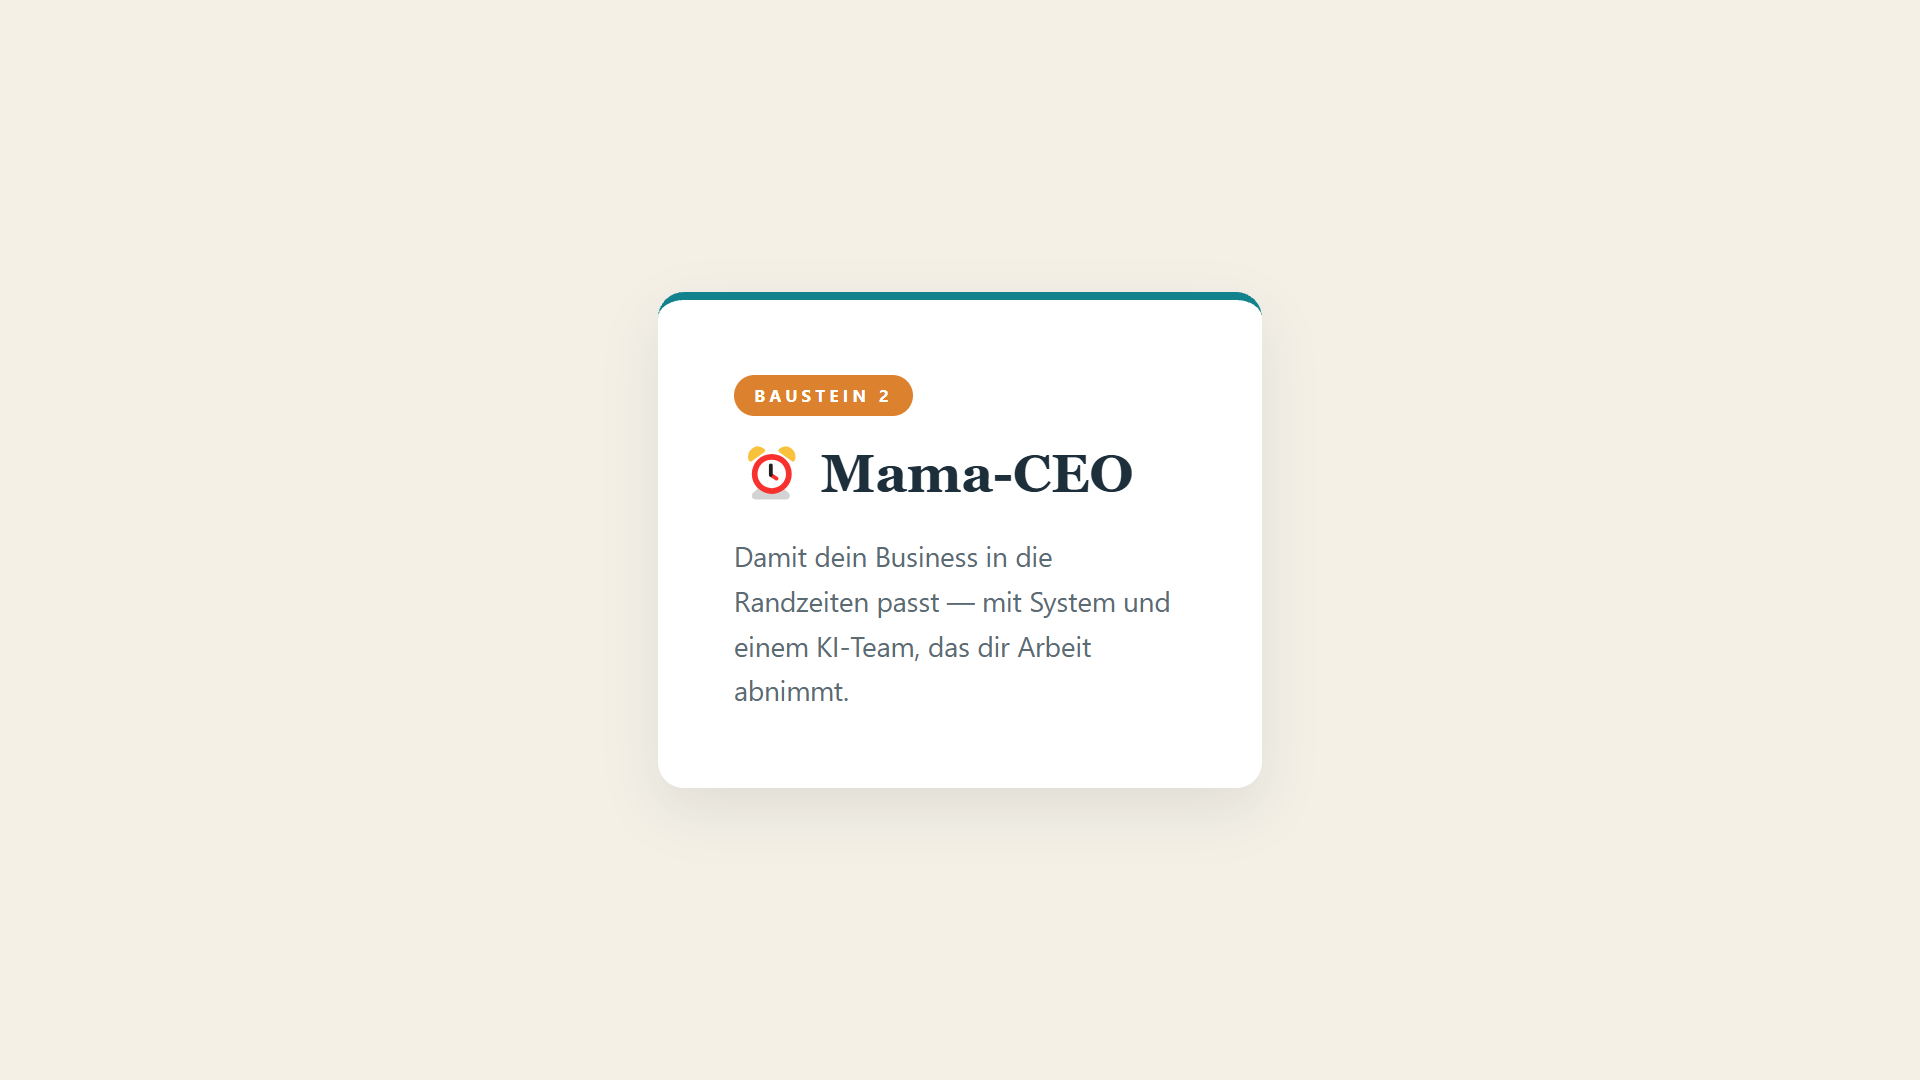 BAUSTEIN 2
⏰ Mama-CEO
Damit dein Business in die
Randzeiten passt — mit System und
einem KI-Team, das dir Arbeit
abnimmt.